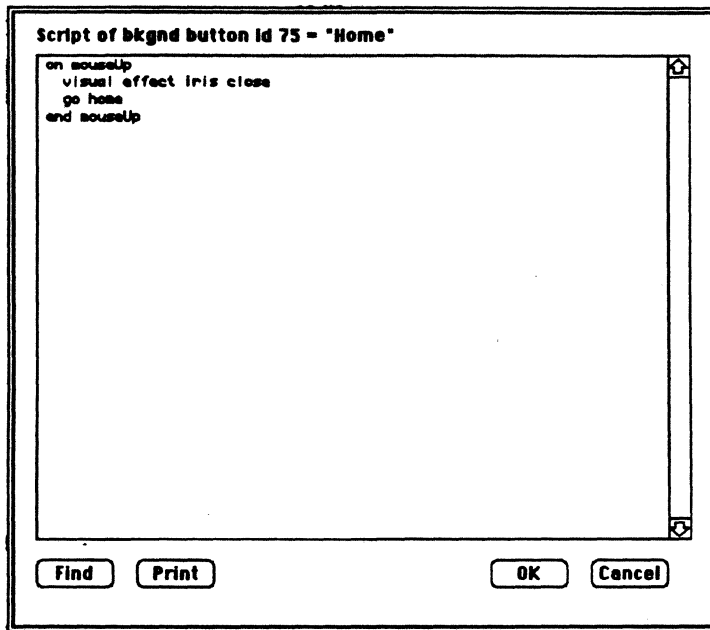 Script of bkgnd button id 75 = "Home"
on mouseUp
visual effect iris close
go home
end mouseUp
Find
Print
OK
Cancel